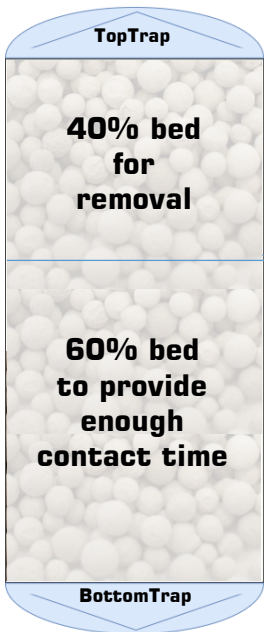 TopTrap
40% bed
for
removal
60% bed
to provide
enough
contact time
BottomTrap